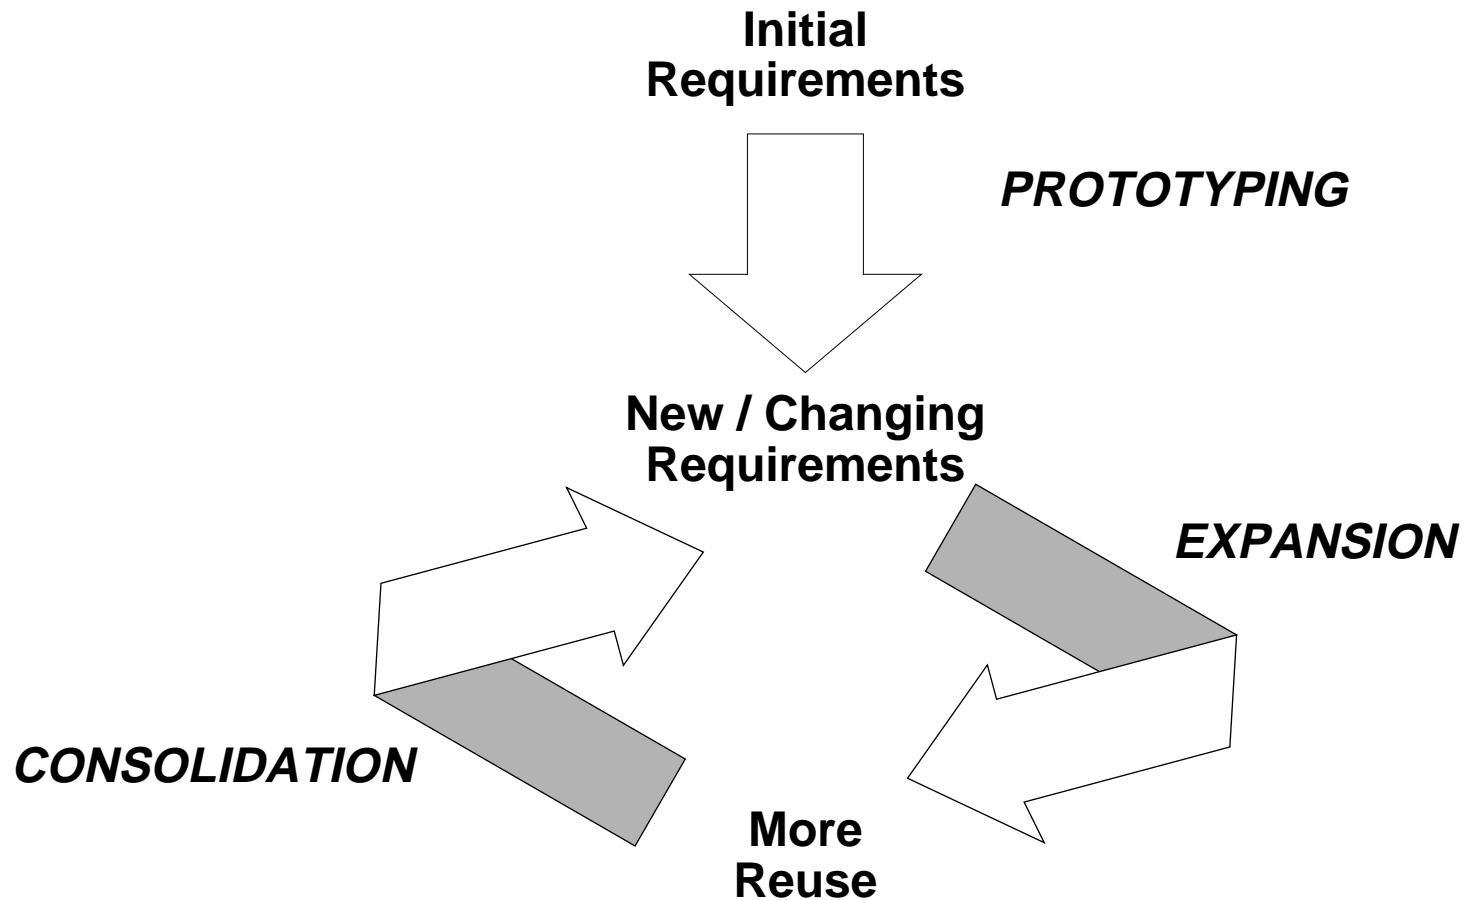 Initial
Requirements
PROTOTYPING
New / Changing
Requirements
EXPANSION
CONSOLIDATION
More
Reuse